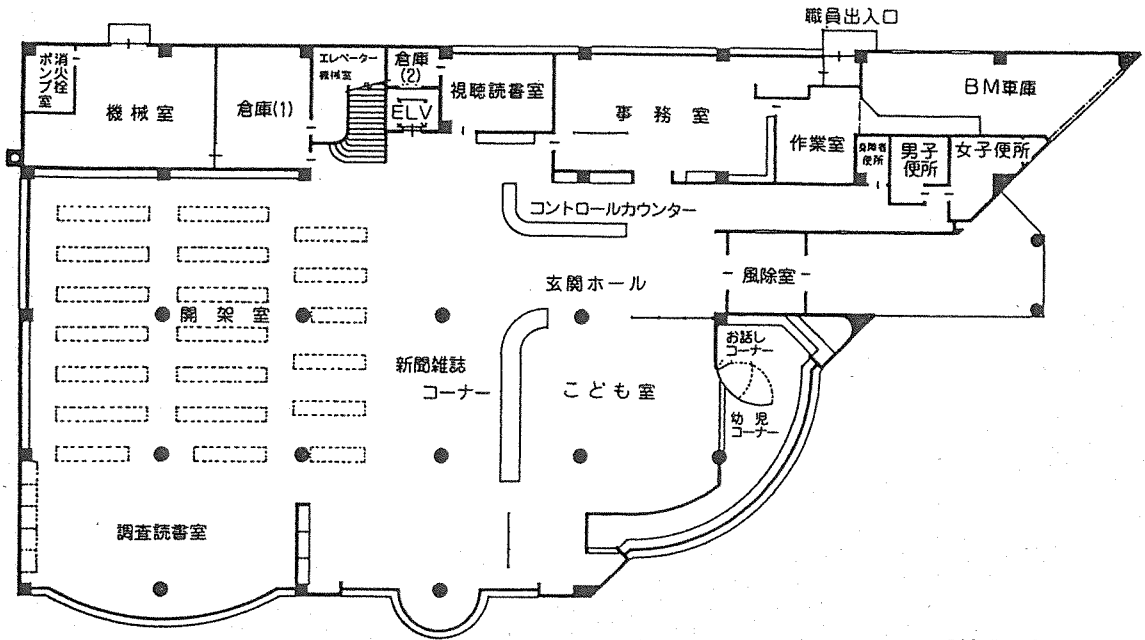 職員出入口
消火栓
ポンプ室
機械室
倉庫(1)
エレベーター
機械室
倉庫
(2)
ELV
視聴読書室
事務室
作業室
BM車庫
身障者
便所
男子
便所
女子便所
コントロールカウンター
風除室
玄関ホール
開架室
新聞雑誌
コーナー
こども室
お話し
コーナー
幼児
コーナー
調査読書室